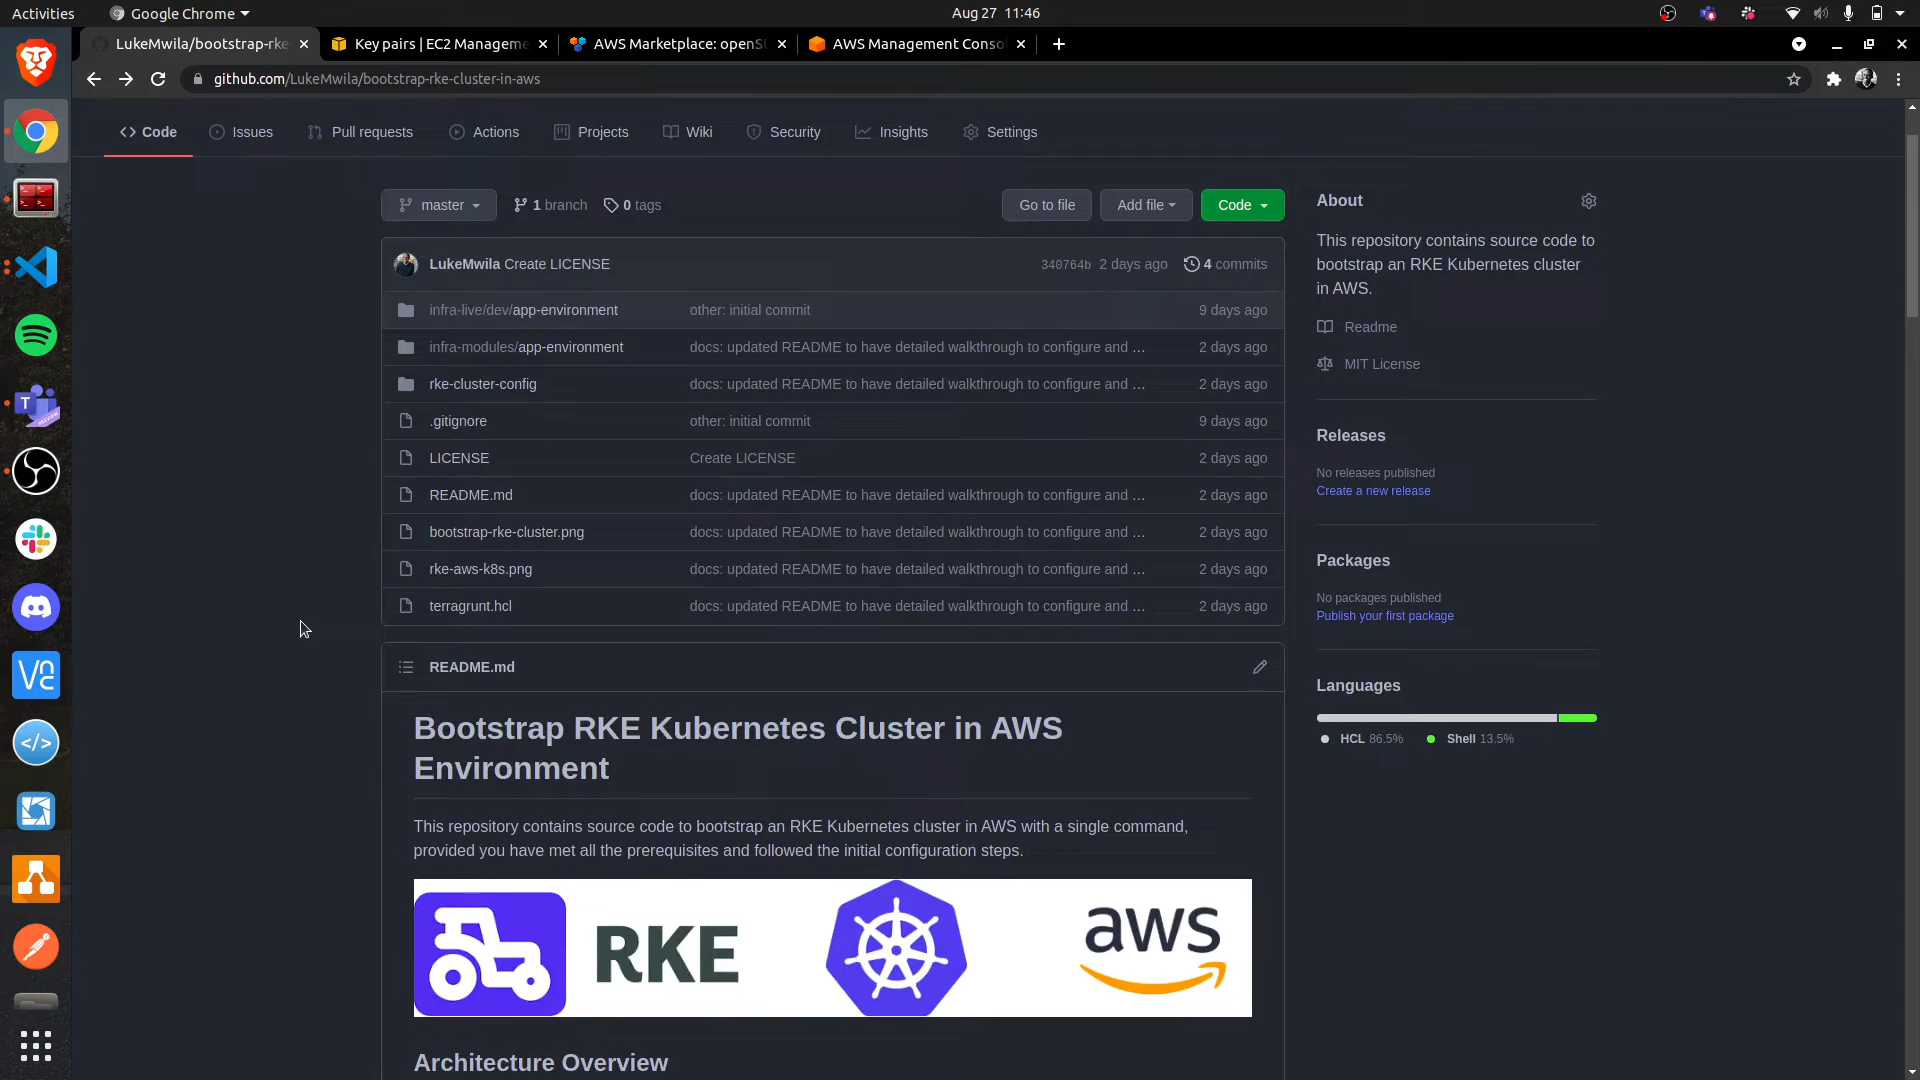 Activities
Google Chrome
Aug 27 11:46
LukeMwila/bootstrap-rke
Key pairs | EC2 Manageme
AWS Marketplace: openS
AWS Management Conso
github.com/LukeMwila/bootstrap-rke-cluster-in-aws
Code
Issues
Pull requests
Actions
Projects
Wiki
Security
Insights
Settings
master
1 branch
0 tags
Go to file
Add file
Code
LukeMwila Create LICENSE
340764b 2 days ago
4 commits
infra-live/dev/app-environment other: initial commit 9 days ago
infra-modules/app-environment docs: updated README to have detailed walkthrough to configure and ... 2 days ago
rke-cluster-config docs: updated README to have detailed walkthrough to configure and ... 2 days ago
.gitignore other: initial commit 9 days ago
LICENSE Create LICENSE 2 days ago
README.md docs: updated README to have detailed walkthrough to configure and ... 2 days ago
bootstrap-rke-cluster.png docs: updated README to have detailed walkthrough to configure and ... 2 days ago
rke-aws-k8s.png docs: updated README to have detailed walkthrough to configure and ... 2 days ago
terragrunt.hcl docs: updated README to have detailed walkthrough to configure and ... 2 days ago
README.md
Bootstrap RKE Kubernetes Cluster in AWS
Environment
This repository contains source code to bootstrap an RKE Kubernetes cluster in AWS with a single command,
provided you have met all the prerequisites and followed the initial configuration steps.
RKE
aws
Architecture Overview
About
This repository contains source code to
bootstrap an RKE Kubernetes cluster
in AWS.
Readme
MIT License
Releases
No releases published
Create a new release
Packages
No packages published
Publish your first package
Languages
HCL 86.5%
Shell 13.5%